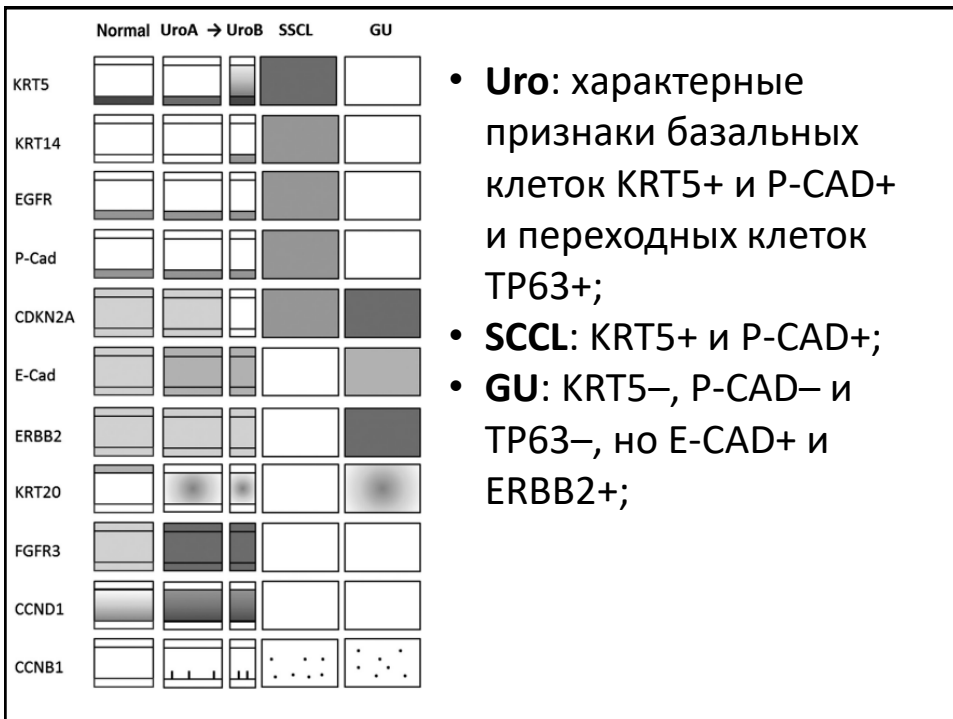 Normal UroA → UroB SSCL GU
KRT5
KRT14
EGFR
P-Cad
CDKN2A
E-Cad
ERBB2
KRT20
FGFR3
CCND1
CCNB1
• Uro: характерные
признаки базальных
клеток KRT5+ и P-CAD+
и переходных клеток
TP63+;
• SCCL: KRT5+ и P-CAD+;
• GU: KRT5–, P-CAD– и
TP63–, но E-CAD+ и
ERBB2+;